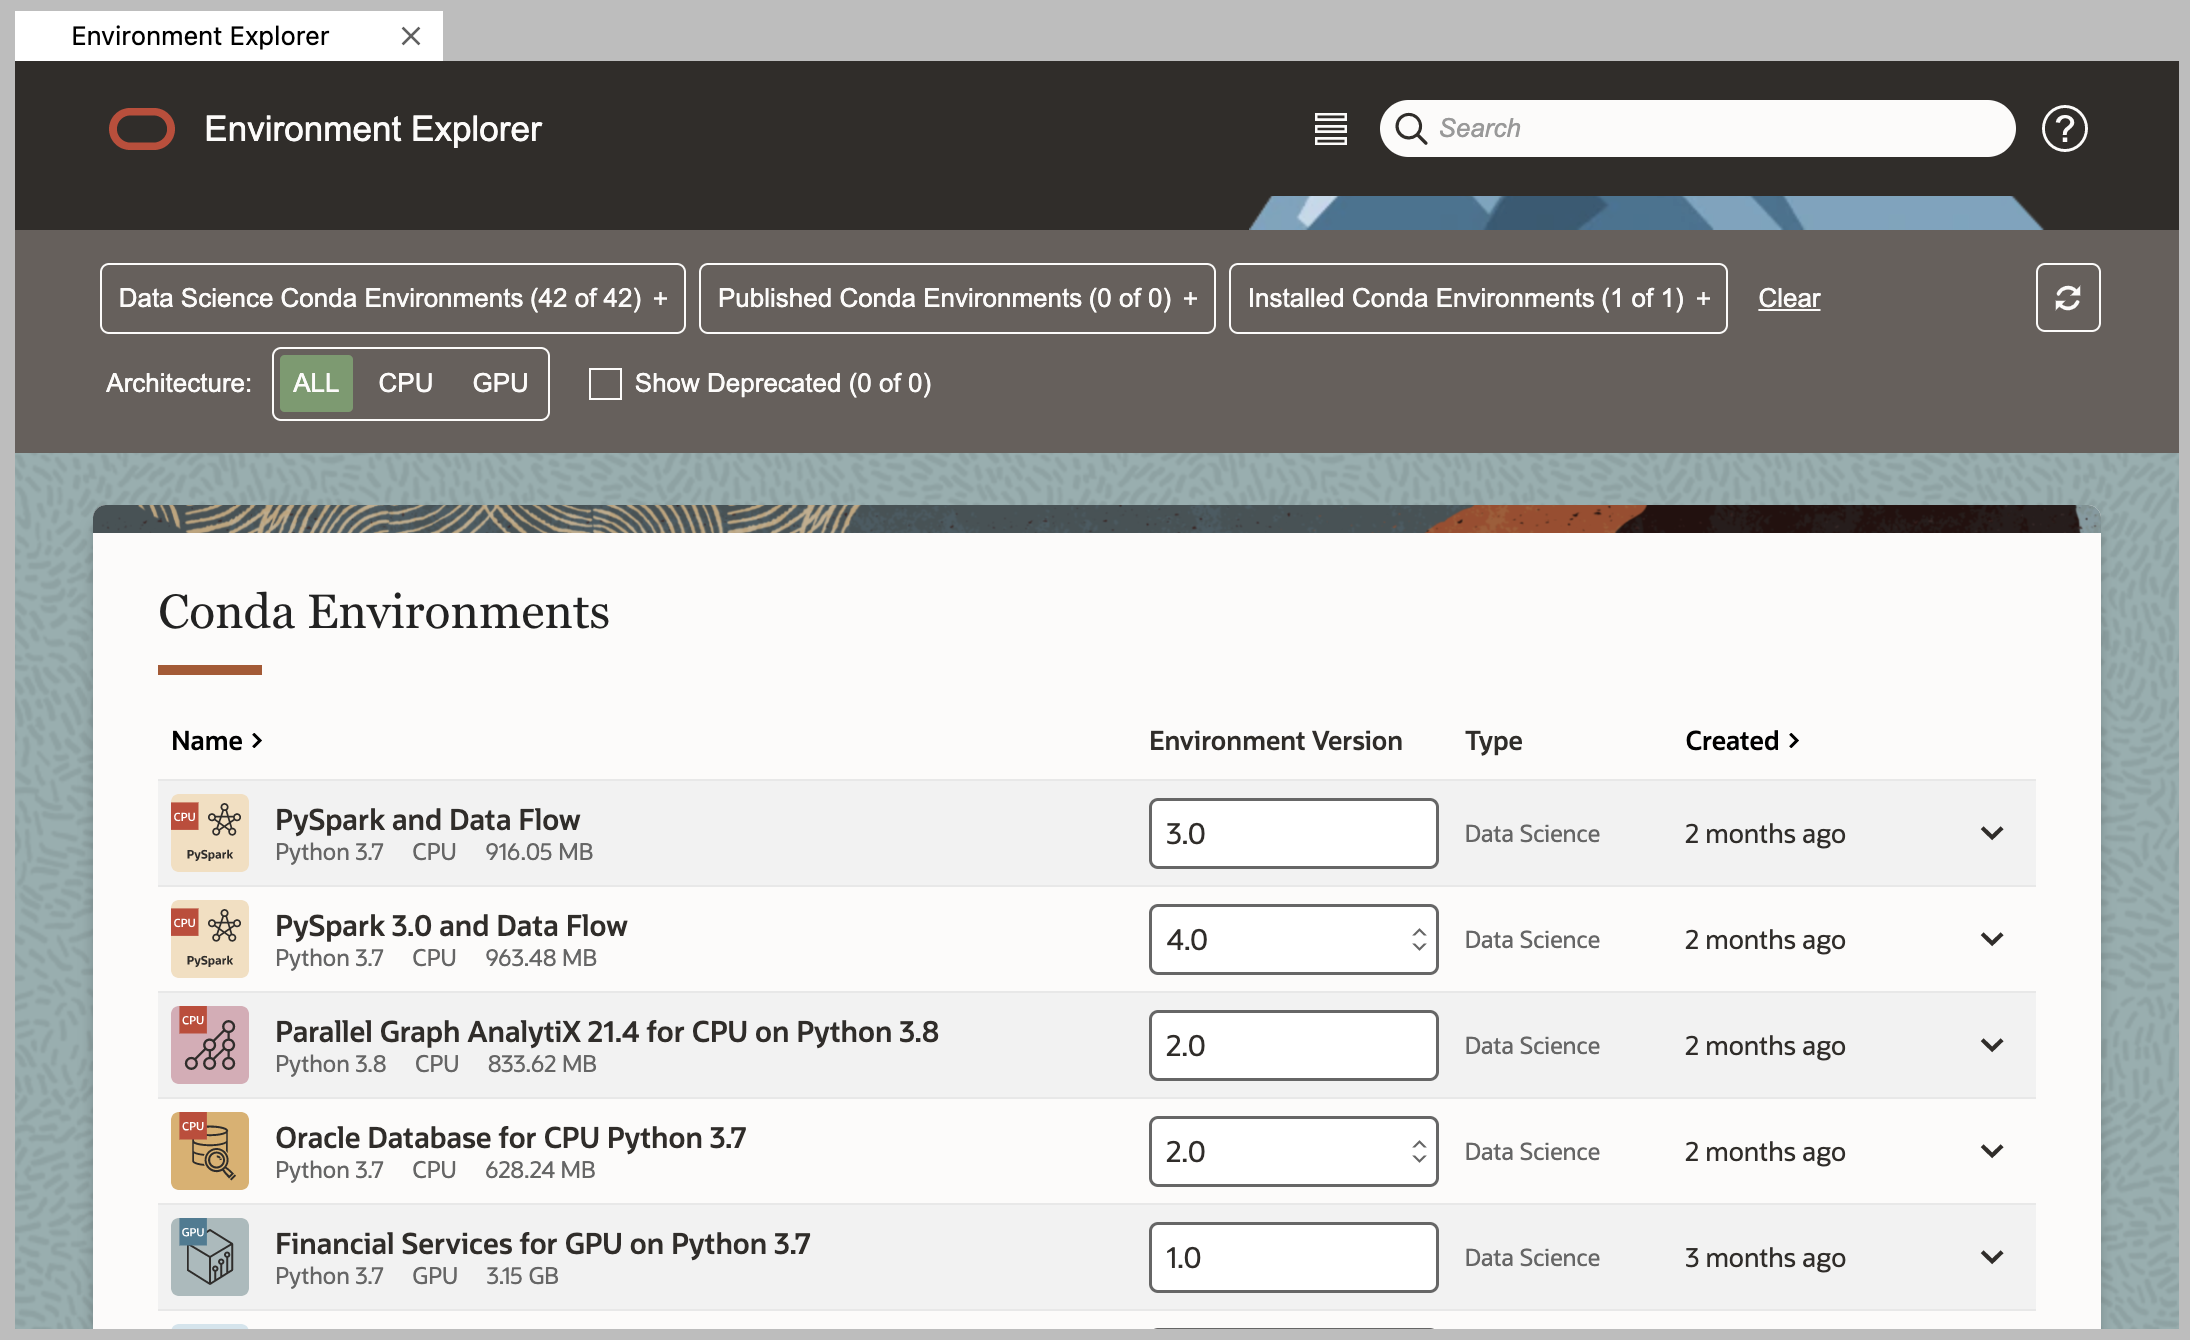 Environment Explorer
Environment Explorer
Search
?
Data Science Conda Environments (42 of 42) +
Published Conda Environments (0 of 0) +
Installed Conda Environments (1 of 1) +
Clear
Architecture:
ALL
CPU
GPU
Show Deprecated (0 of 0)
Conda Environments
Name
Environment Version
Type
Created
CPU
PySpark
PySpark and Data Flow
Python 3.7 CPU 916.05 MB
3.0
Data Science
2 months ago
CPU
PySpark
PySpark 3.0 and Data Flow
Python 3.7 CPU 963.48 MB
4.0
Data Science
2 months ago
CPU
Parallel Graph AnalytiX 21.4 for CPU on Python 3.8
Python 3.8 CPU 833.62 MB
2.0
Data Science
2 months ago
CPU
Oracle Database for CPU Python 3.7
Python 3.7 CPU 628.24 MB
2.0
Data Science
2 months ago
GPU
Financial Services for GPU on Python 3.7
Python 3.7 GPU 3.15 GB
1.0
Data Science
3 months ago